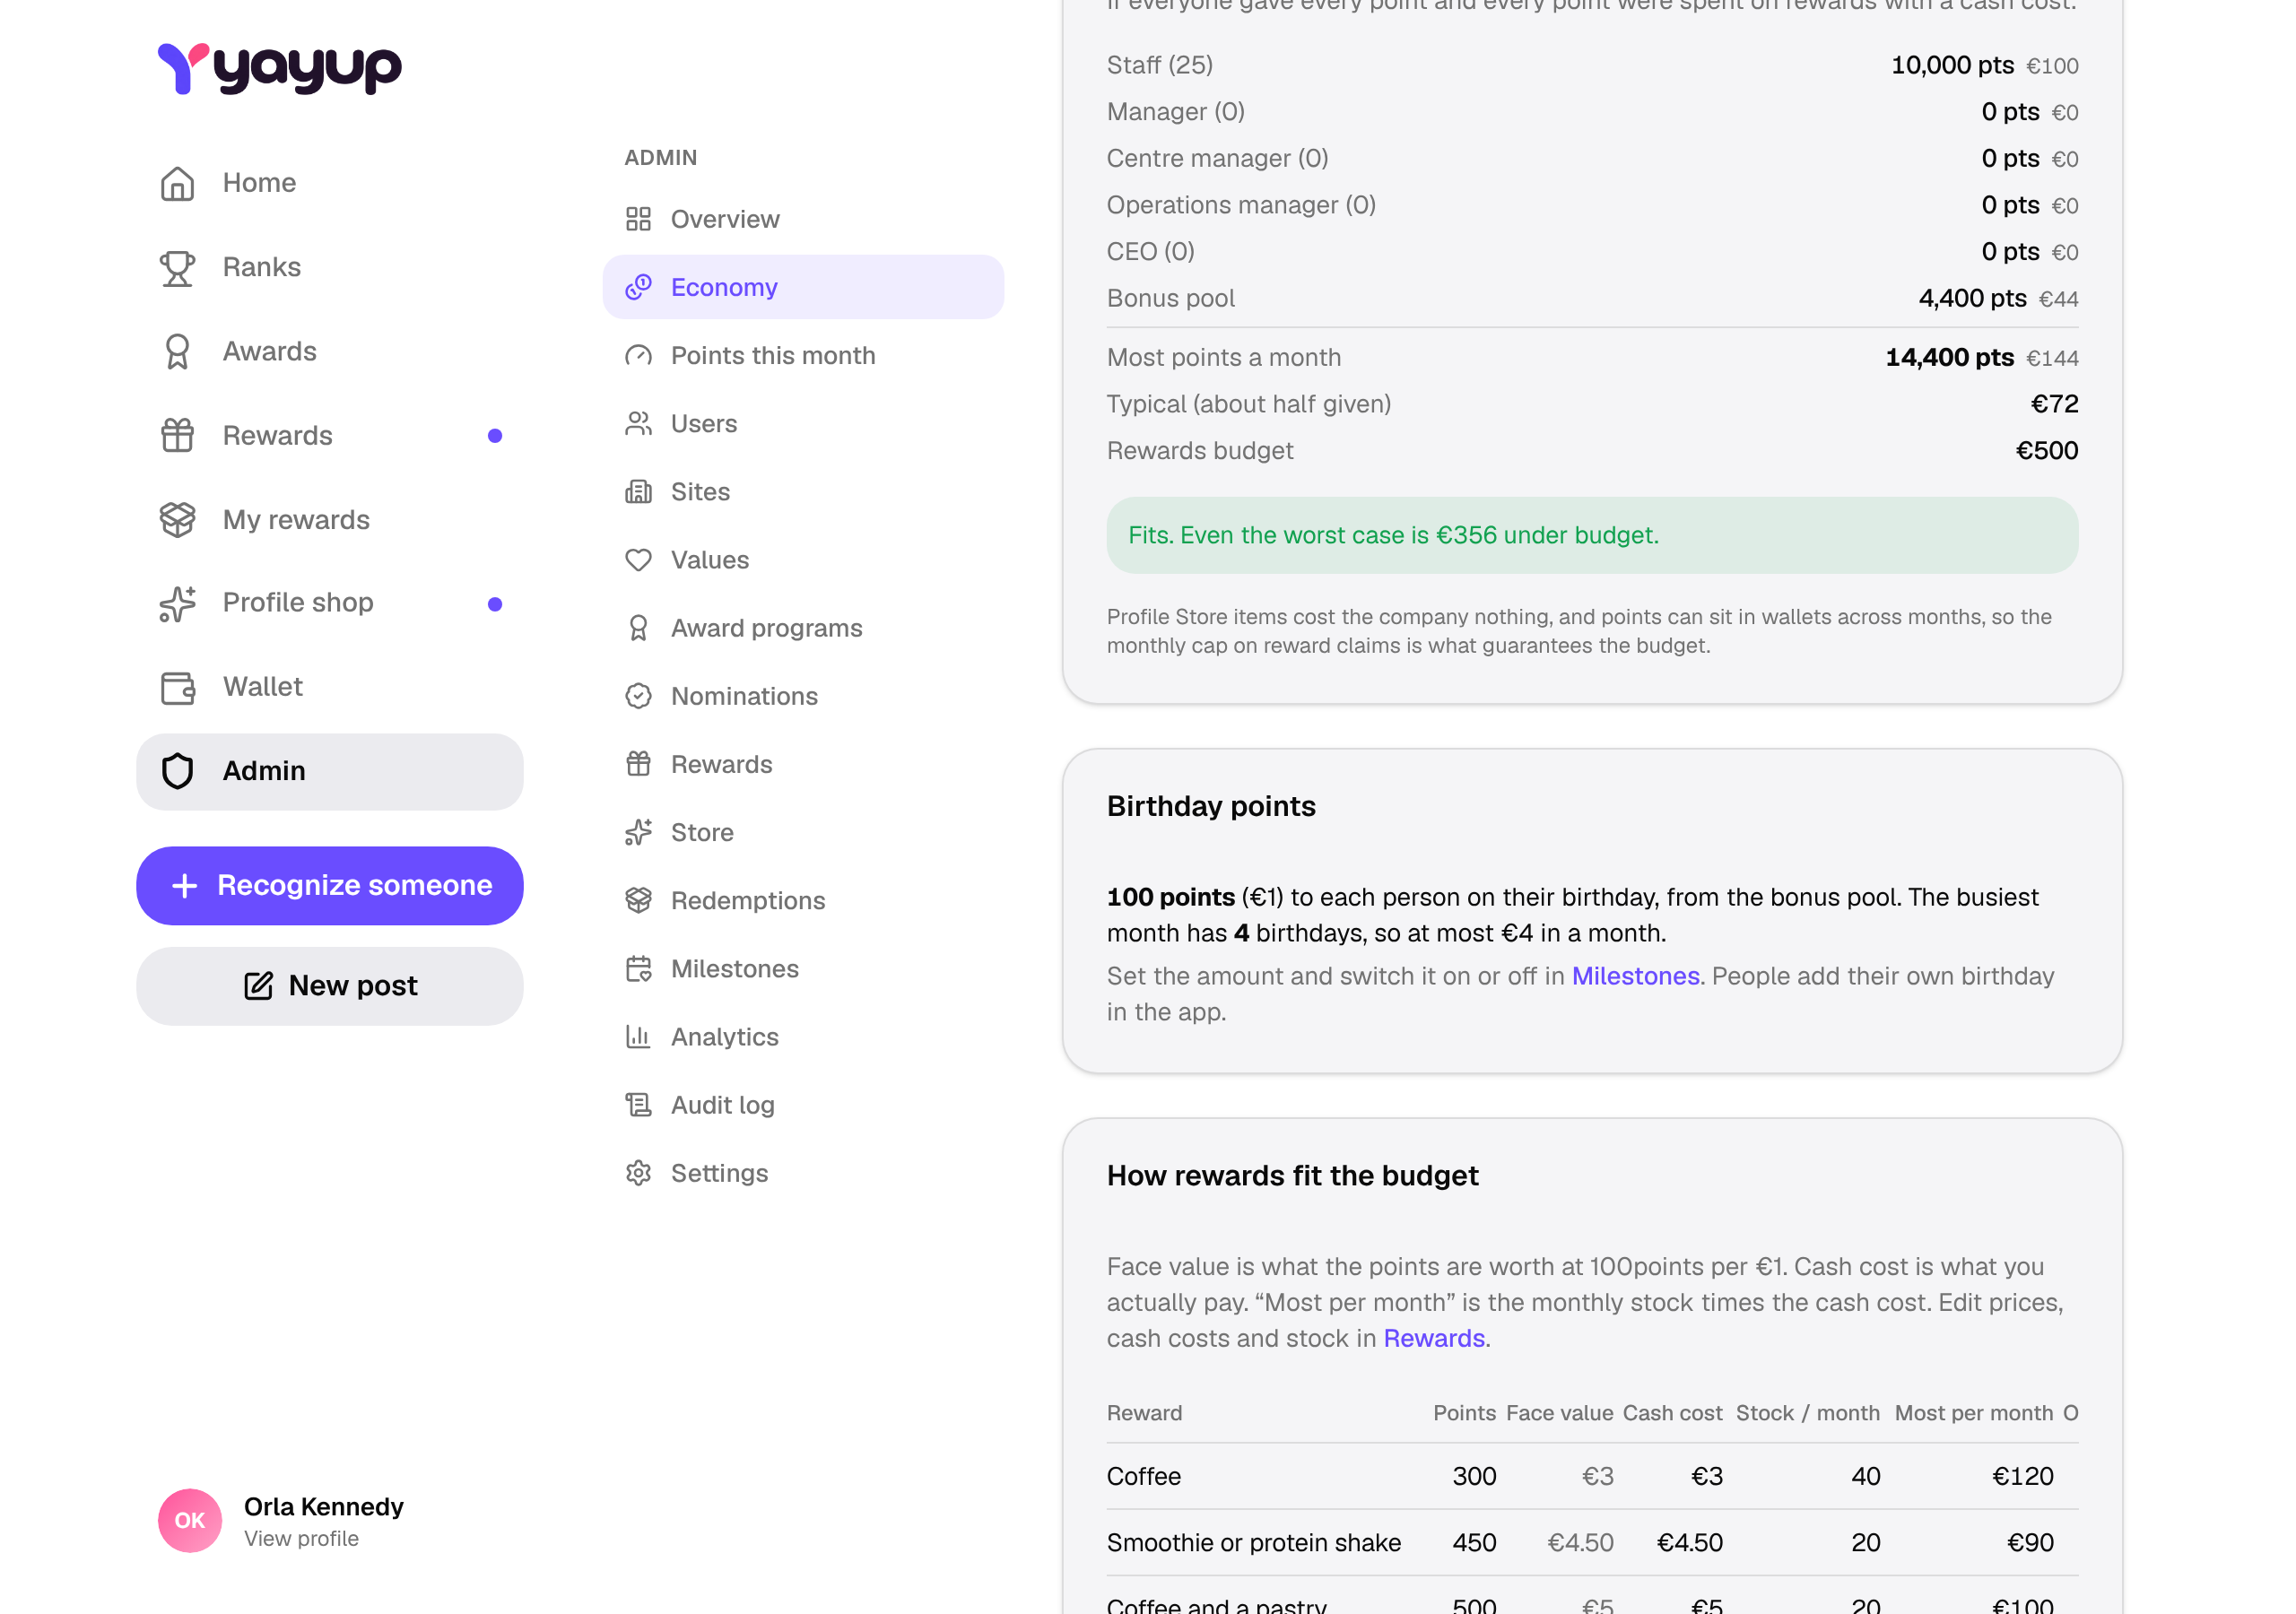 yayup
Home
Ranks
Awards
Rewards
My rewards
Profile shop
Wallet
Admin
Recognize someone
New post
OK
Orla Kennedy
View profile
ADMIN
Overview
Economy
Points this month
Users
Sites
Values
Award programs
Nominations
Rewards
Store
Redemptions
Milestones
Analytics
Audit log
Settings
If everyone gave every point and every point were spent on rewards with a cash cost.
Staff (25) 10,000 pts €100
Manager (0) 0 pts €0
Centre manager (0) 0 pts €0
Operations manager (0) 0 pts €0
CEO (0) 0 pts €0
Bonus pool 4,400 pts €44
Most points a month 14,400 pts €144
Typical (about half given) €72
Rewards budget €500
Fits. Even the worst case is €356 under budget.
Profile Store items cost the company nothing, and points can sit in wallets across months, so the
monthly cap on reward claims is what guarantees the budget.
Birthday points
100 points (€1) to each person on their birthday, from the bonus pool. The busiest
month has 4 birthdays, so at most €4 in a month.
Set the amount and switch it on or off in Milestones. People add their own birthday
in the app.
How rewards fit the budget
Face value is what the points are worth at 100points per €1. Cash cost is what you
actually pay. “Most per month” is the monthly stock times the cash cost. Edit prices,
cash costs and stock in Rewards.
Reward Points Face value Cash cost Stock / month Most per month O
Coffee 300 €3 €3 40 €120
Smoothie or protein shake 450 €4.50 €4.50 20 €90
Coffee and a pastry 500 €5 €5 20 €100